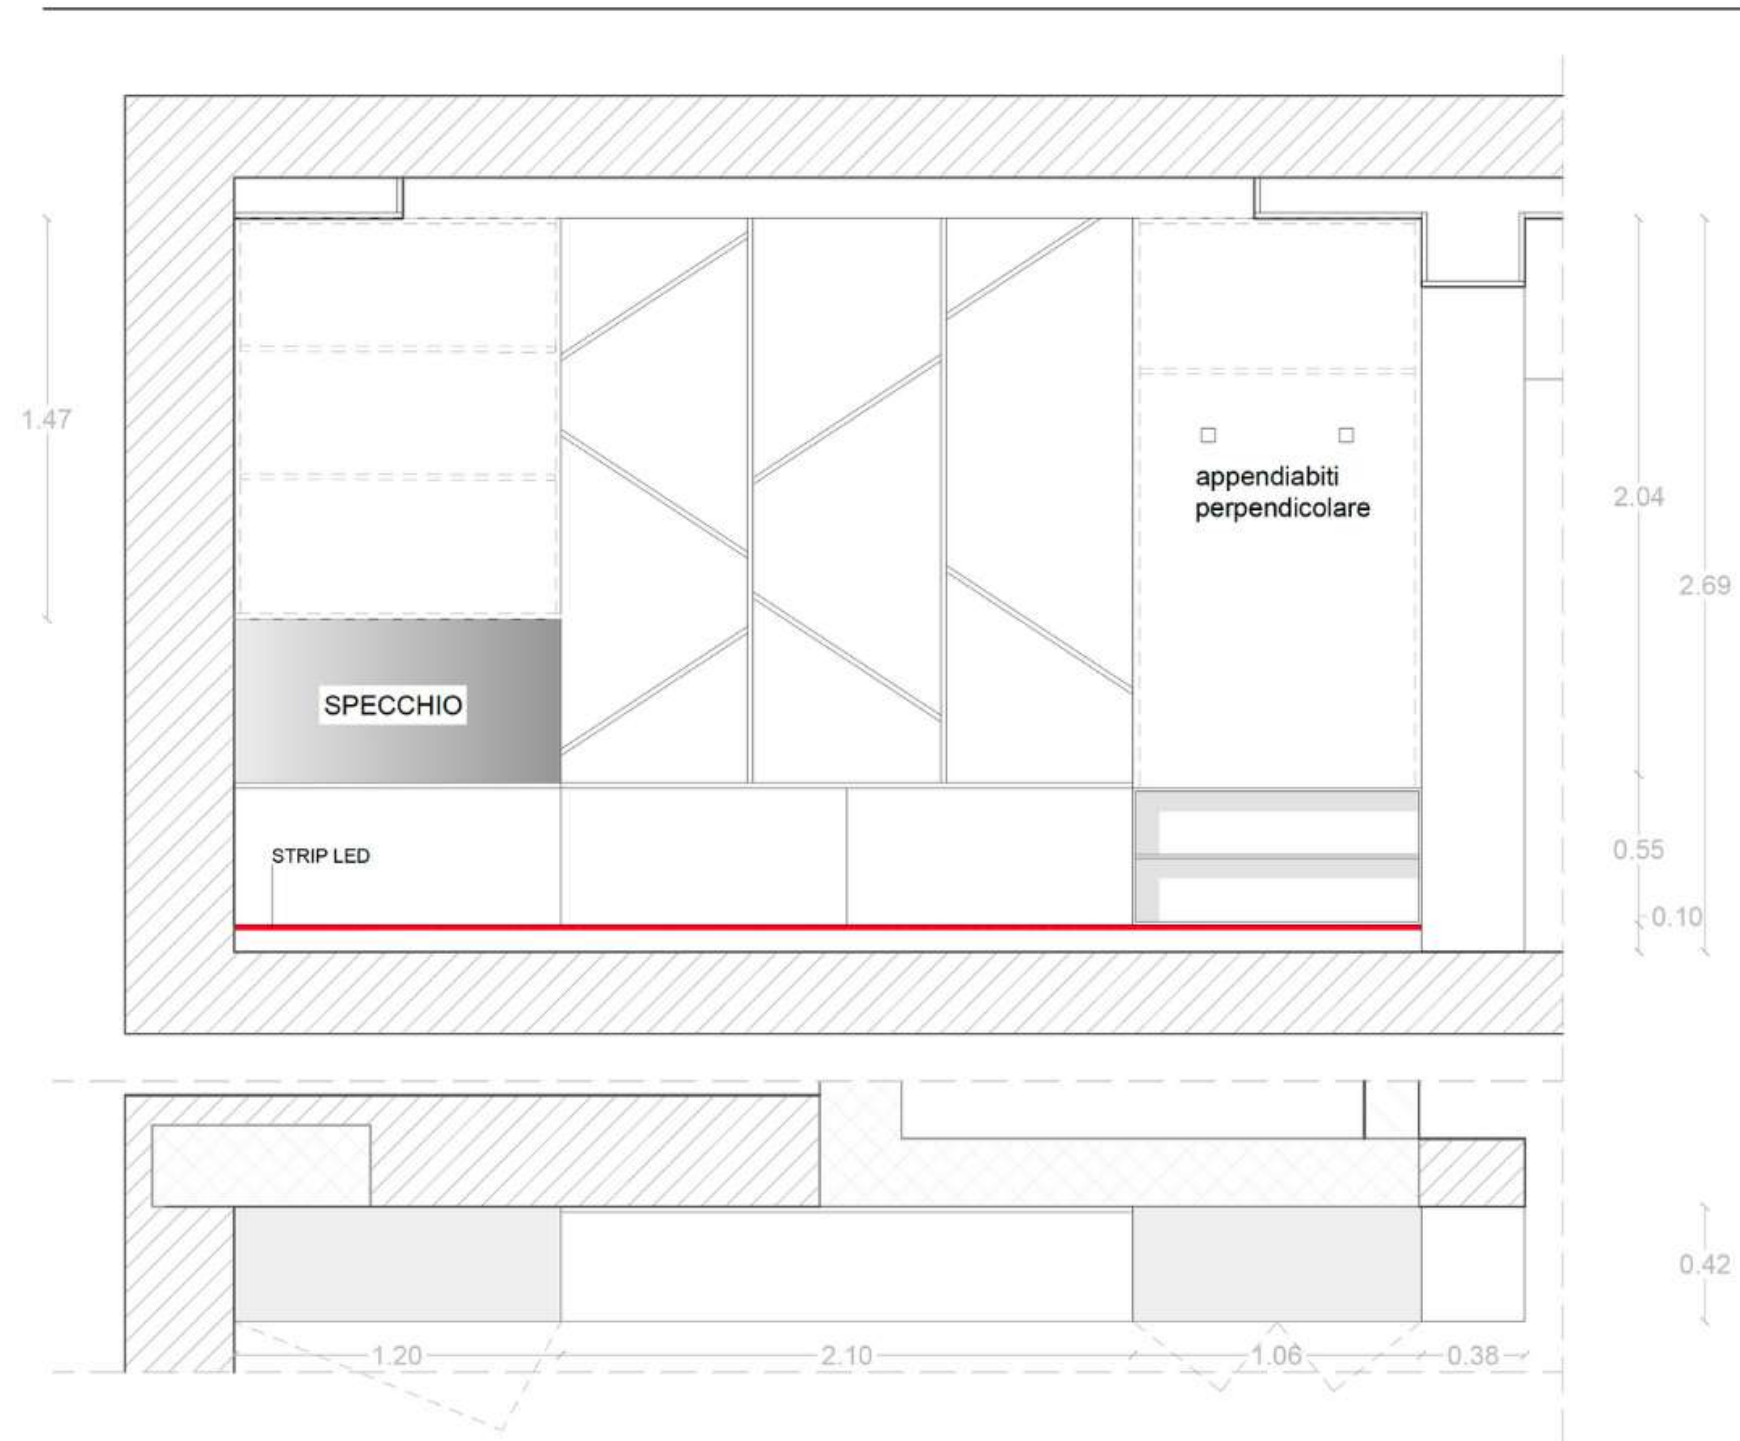 1.47
appendiabiti
perpendicolare
2.04
2.69
SPECCHIO
STRIP LED
0.55
0.10
0.42
1.20
2.10
1.06
0.38